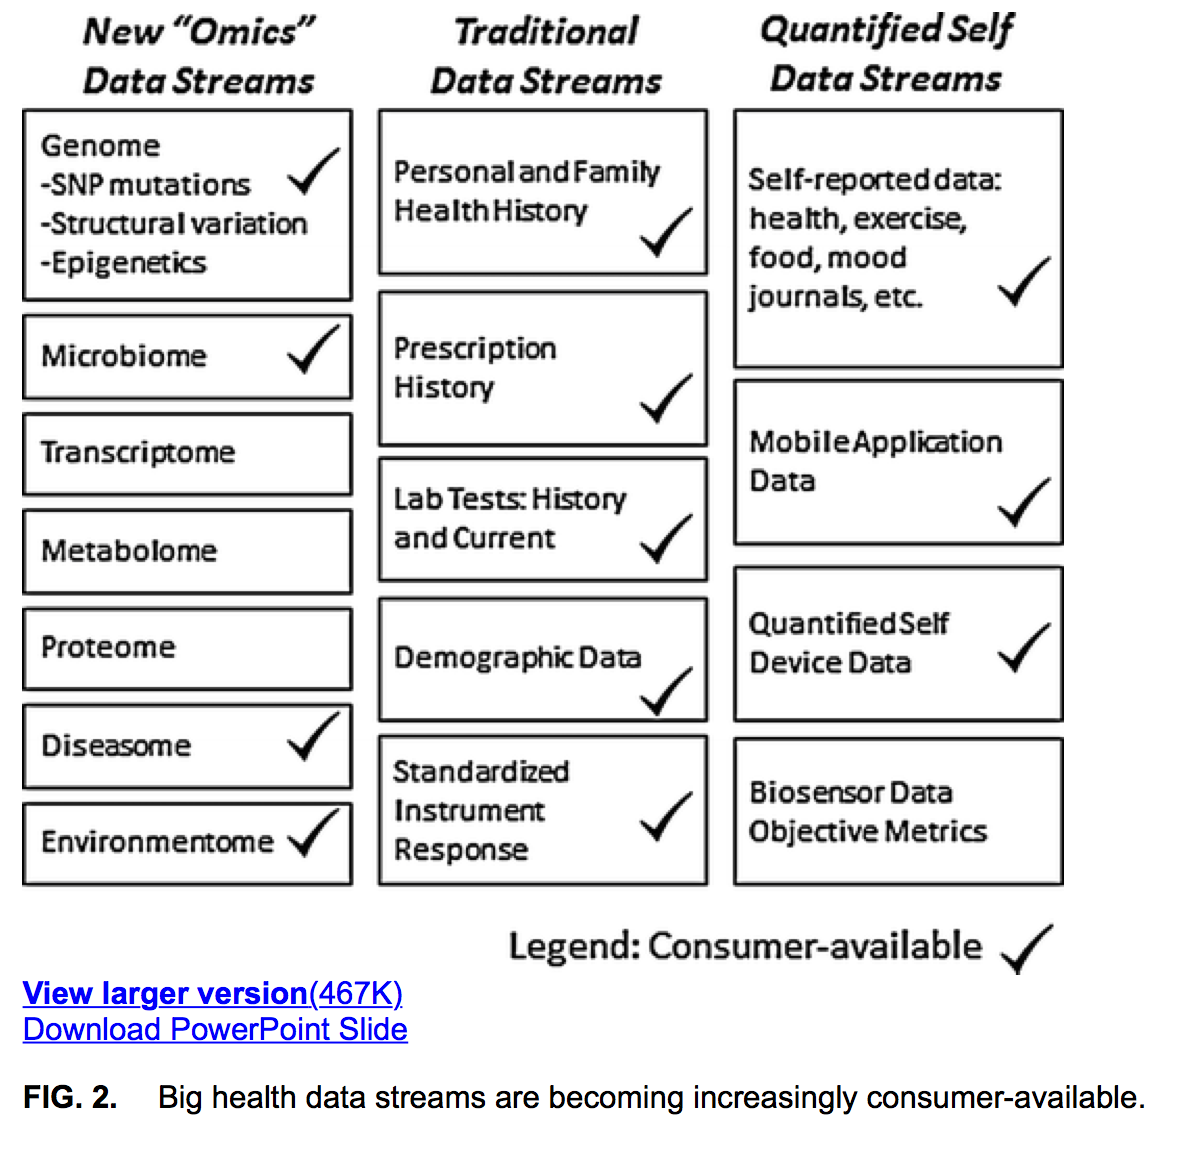 New “Omics”
Data Streams
Genome
-SNP mutations
-Structural variation
-Epigenetics
Microbiome
Transcriptome
Metabolome
Proteome
Diseasome
Environmentome
Traditional
Data Streams
Personal and Family
Health History
Prescription
History
Lab Tests: History
and Current
Demographic Data
Standardized
Instrument
Response
Quantified Self
Data Streams
Self-reported data:
health, exercise,
food, mood
journals, etc.
Mobile Application
Data
Quantified Self
Device Data
Biosensor Data
Objective Metrics
Legend: Consumer-available
View larger version(467K)
Download PowerPoint Slide
FIG. 2. Big health data streams are becoming increasingly consumer-available.